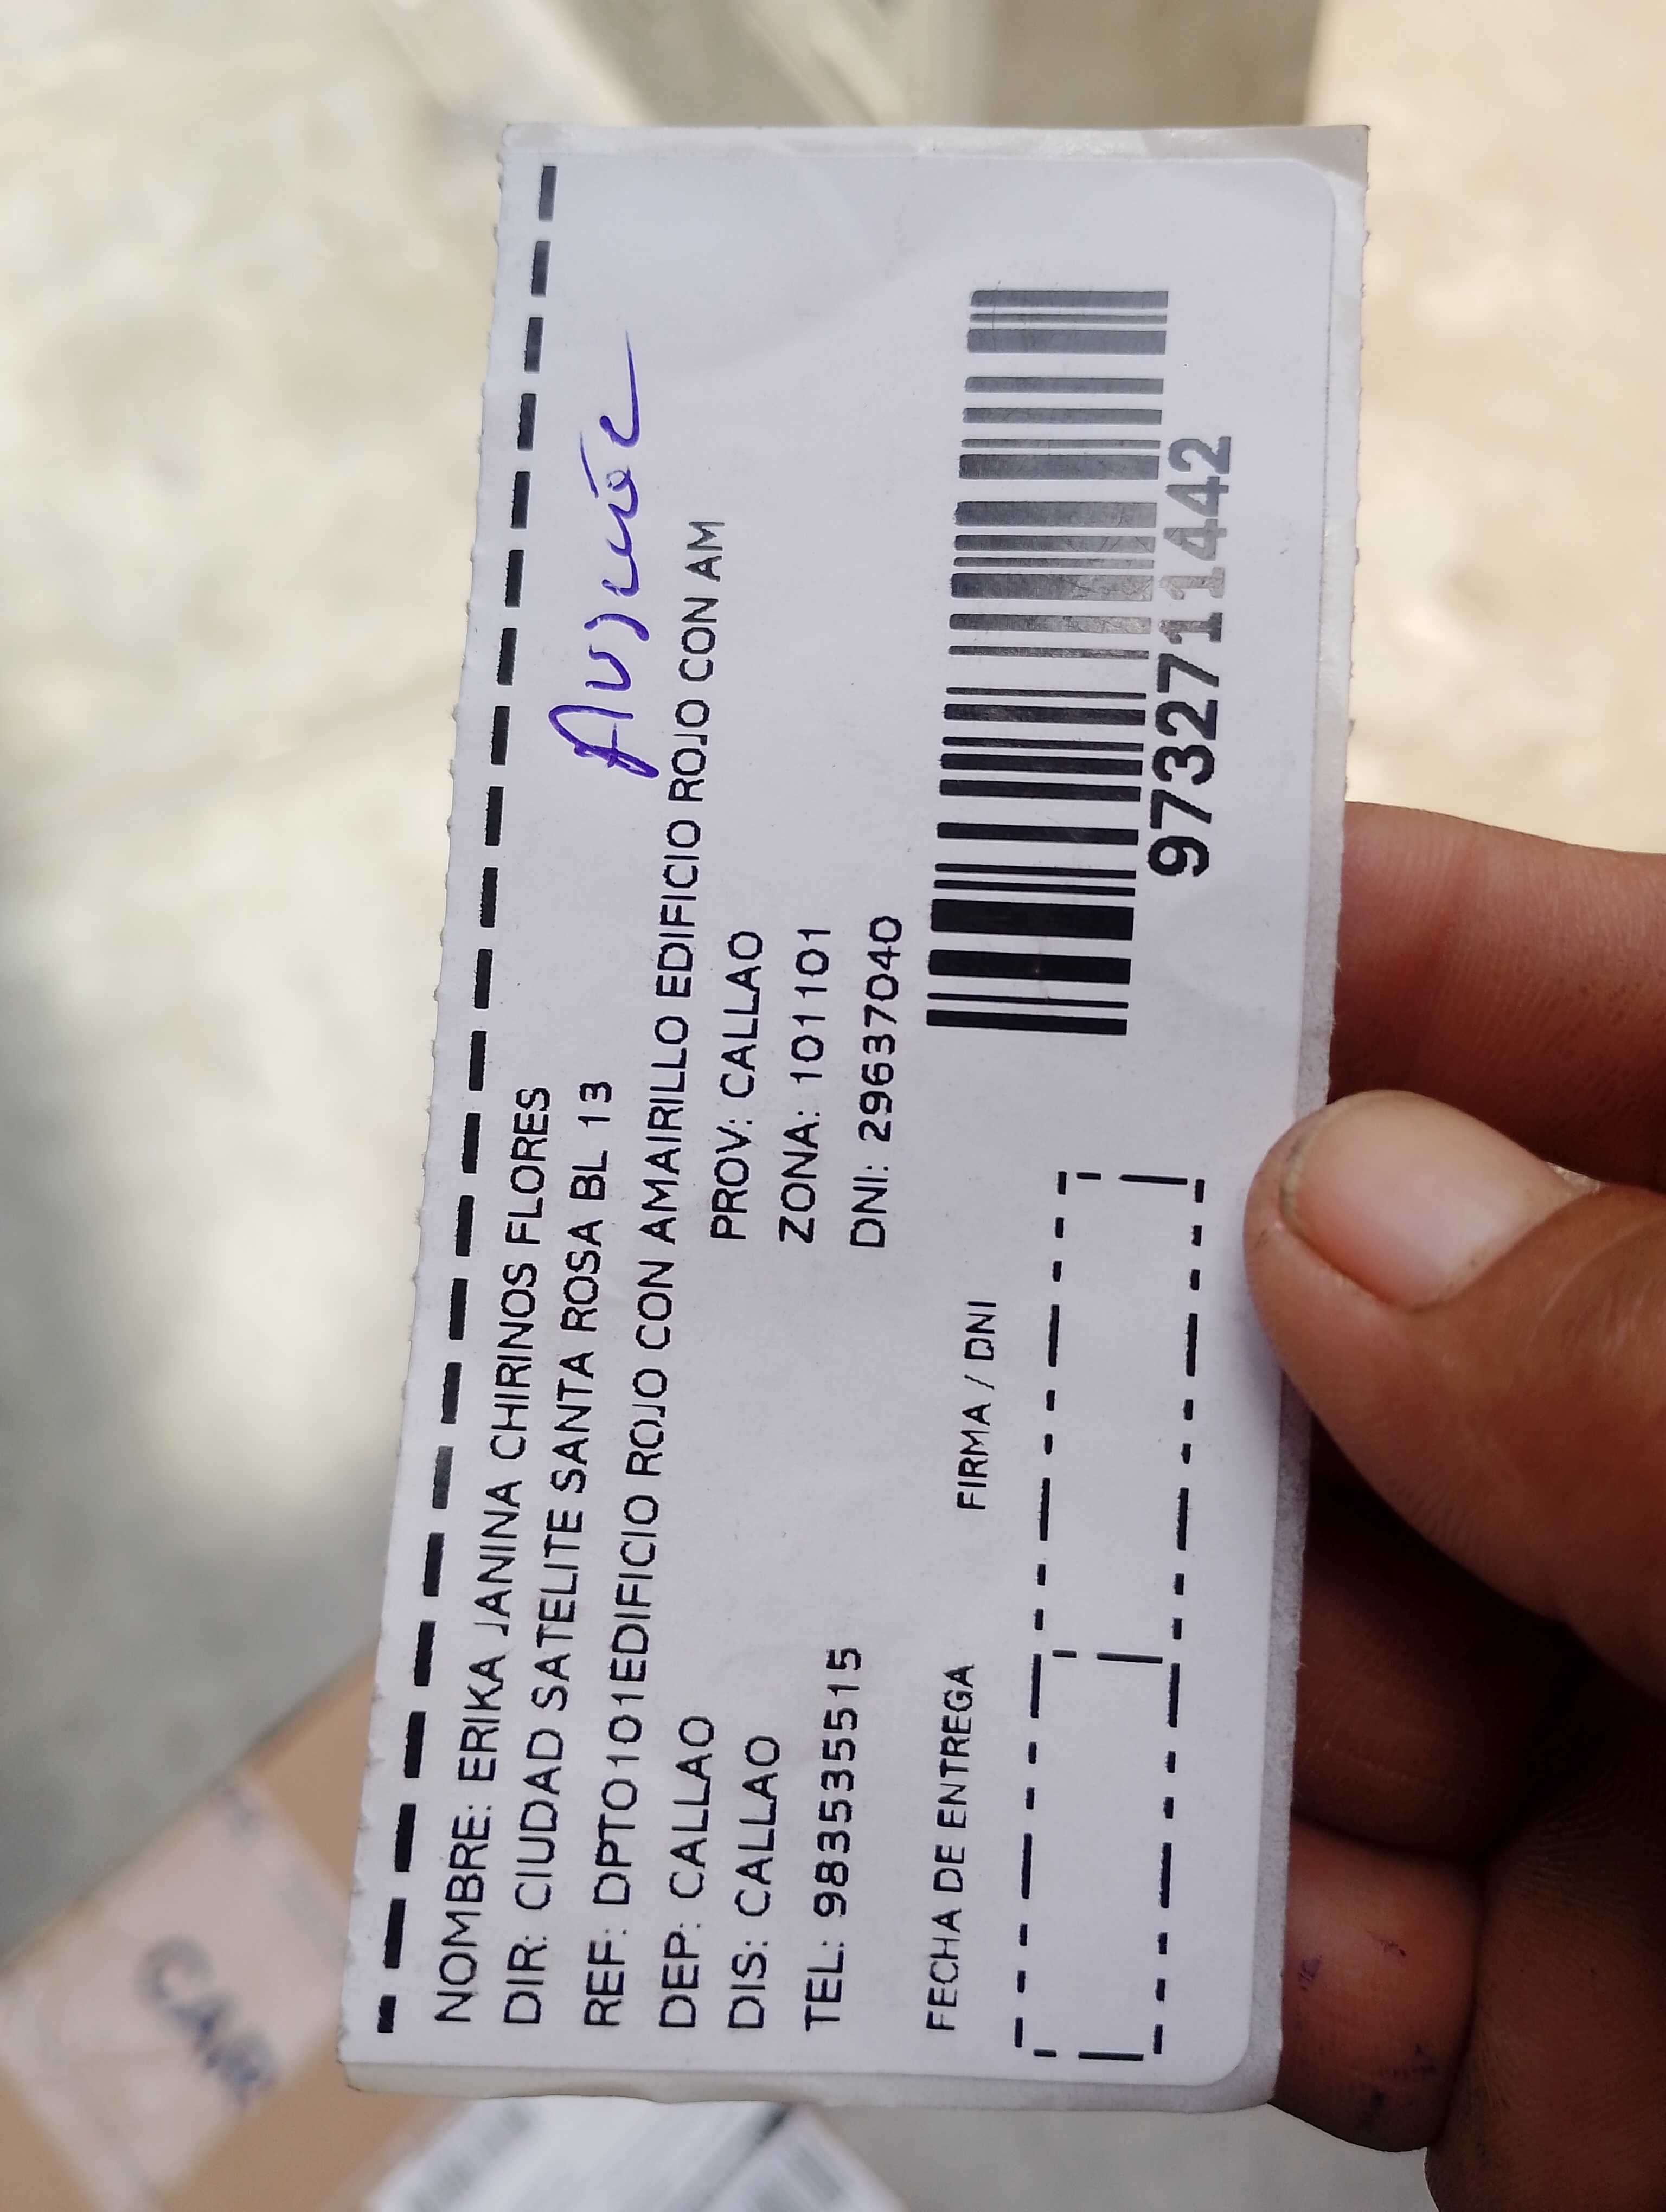 NOMBRE: ERIKA JANINA CHIRINOS FLORES
DIR: CIUDAD SATELITE SANTA ROSA BL 13
REF: DPTO101EDIFICIO ROJO CON AMAIRILLO EDIFICIO ROJO CON AM
DEP: CALLAO PROV: CALLAO
DIS: CALLAO ZONA: 101101
TEL: 983535515 DNI: 29637040
FECHA DE ENTREGA FIRMA / DNI
9732711442